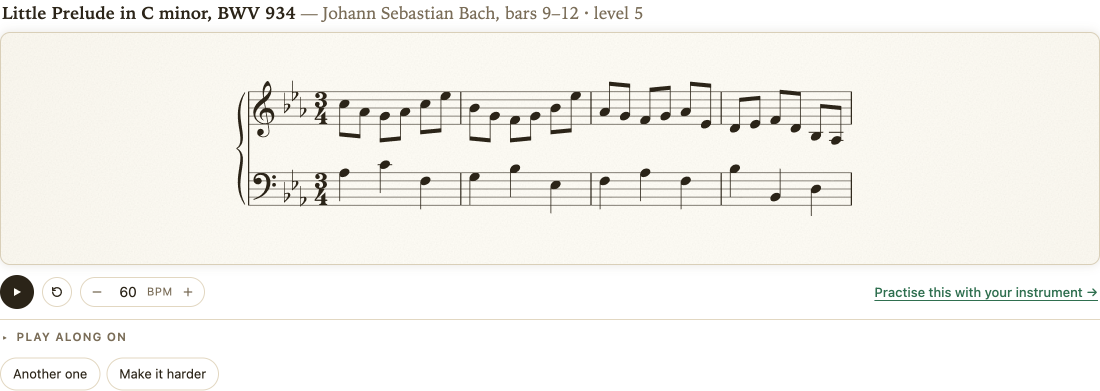 Little Prelude in C minor, BWV 934 — Johann Sebastian Bach, bars 9–12 · level 5
3
4
3
4
− 60 BPM +
Practise this with your instrument →
PLAY ALONG ON
Another one
Make it harder